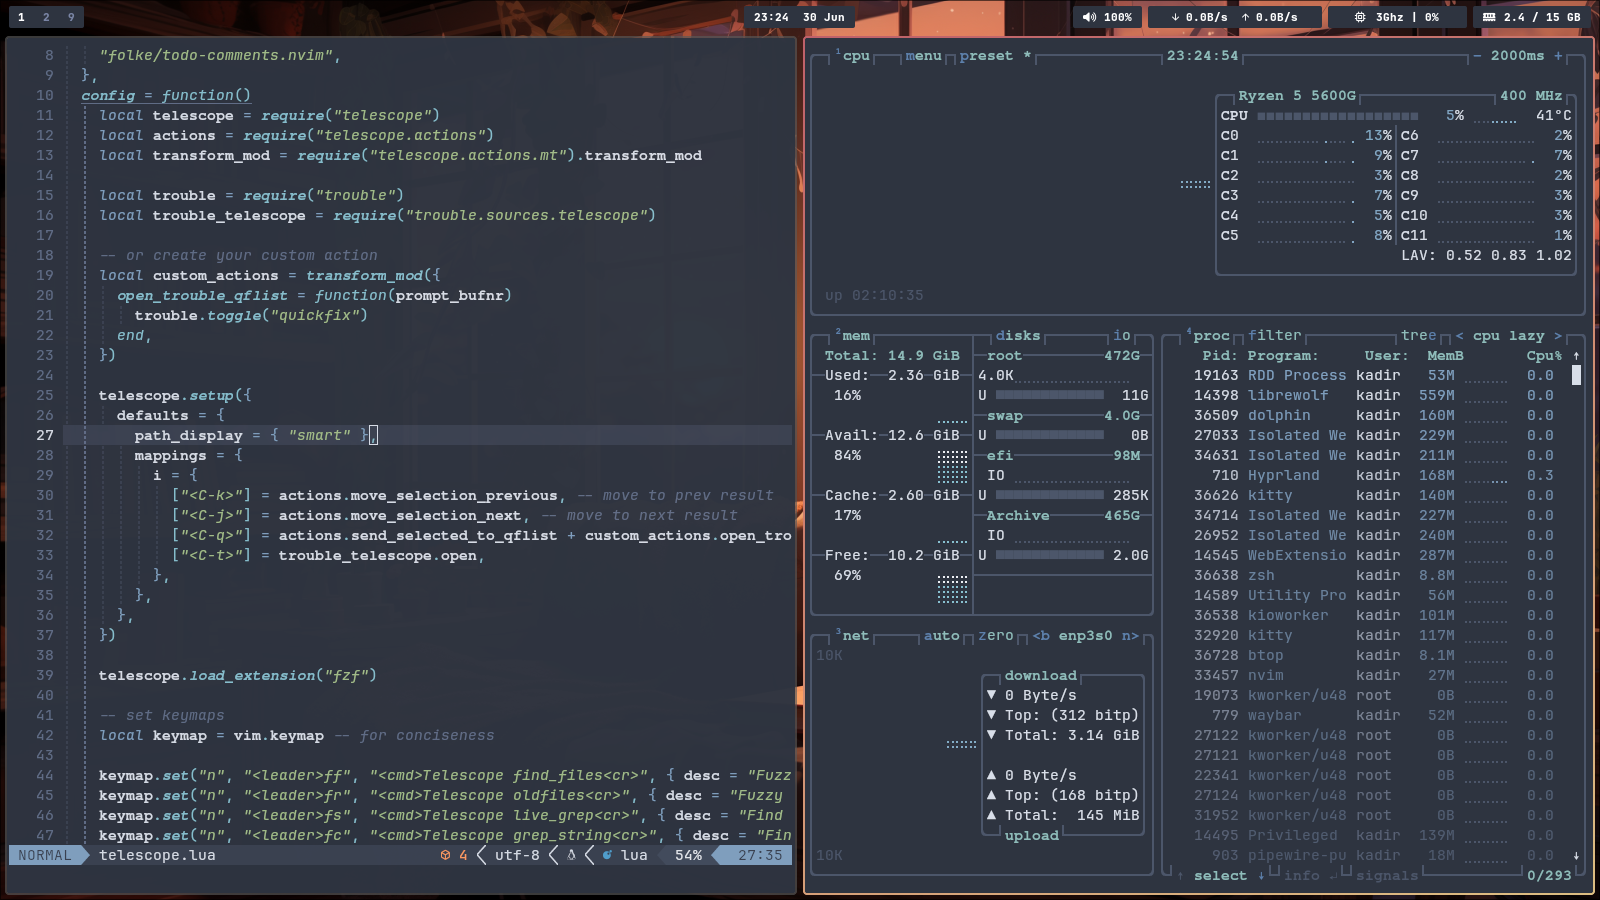 1 2 9
23:24 30 Jun
100%
↓ 0.0B/s ↑ 0.0B/s
3Ghz | 0%
2.4 / 15 GB
8 "folke/todo-comments.nvim",
9 },
10 config = function()
11 local telescope = require("telescope")
12 local actions = require("telescope.actions")
13 local transform_mod = require("telescope.actions.mt").transform_mod
14
15 local trouble = require("trouble")
16 local trouble_telescope = require("trouble.sources.telescope")
17
18 -- or create your custom action
19 local custom_actions = transform_mod({
20 open_trouble_qflist = function(prompt_bufnr)
21 trouble.toggle("quickfix")
22 end,
23 })
24
25 telescope.setup({
26 defaults = {
27 path_display = { "smart" },
28 mappings = {
29 i = {
30 ["<C-k>"] = actions.move_selection_previous, -- move to prev result
31 ["<C-j>"] = actions.move_selection_next, -- move to next result
32 ["<C-q>"] = actions.send_selected_to_qflist + custom_actions.open_tro
33 ["<C-t>"] = trouble_telescope.open,
34 },
35 },
36 },
37 })
38
39 telescope.load_extension("fzf")
40
41 -- set keymaps
42 local keymap = vim.keymap -- for conciseness
43
44 keymap.set("n", "<leader>ff", "<cmd>Telescope find_files<cr>", { desc = "Fuzz
45 keymap.set("n", "<leader>fr", "<cmd>Telescope oldfiles<cr>", { desc = "Fuzzy
46 keymap.set("n", "<leader>fs", "<cmd>Telescope live_grep<cr>", { desc = "Find
47 keymap.set("n", "<leader>fc", "<cmd>Telescope grep_string<cr>", { desc = "Fin
NORMAL telescope.lua 4 utf-8 lua 54% 27:35
¹cpu menu preset * 23:24:54 − 2000ms +
Ryzen 5 5600G 400 MHz
CPU 5% 41°C
C0 13% C6 2%
C1 9% C7 7%
C2 3% C8 2%
C3 7% C9 3%
C4 5% C10 3%
C5 8% C11 1%
LAV: 0.52 0.83 1.02
up 02:10:35
²mem
Total: 14.9 GiB
Used: 2.36 GiB
16%
Avail: 12.6 GiB
84%
Cache: 2.60 GiB
17%
Free: 10.2 GiB
69%
disks io
root 472G
4.0K
U 11G
swap 4.0G
U 0B
efi 98M
IO
U 285K
Archive 465G
IO
U 2.0G
³net auto zero <b enp3s0 n>
10K
download
▼ 0 Byte/s
▼ Top: (312 bitp)
▼ Total: 3.14 GiB
▲ 0 Byte/s
▲ Top: (168 bitp)
▲ Total: 145 MiB
upload
10K
⁴proc filter tree < cpu lazy >
Pid: Program: User: MemB Cpu% ↑
19163 RDD Process kadir 53M 0.0
14398 librewolf kadir 559M 0.0
36509 dolphin kadir 160M 0.0
27033 Isolated We kadir 229M 0.0
34631 Isolated We kadir 211M 0.0
710 Hyprland kadir 168M 0.3
36626 kitty kadir 140M 0.0
34714 Isolated We kadir 227M 0.0
26952 Isolated We kadir 240M 0.0
14545 WebExtensio kadir 287M 0.0
36638 zsh kadir 8.8M 0.0
14589 Utility Pro kadir 56M 0.0
36538 kioworker kadir 101M 0.0
32920 kitty kadir 117M 0.0
36728 btop kadir 8.1M 0.0
33457 nvim kadir 27M 0.0
19073 kworker/u48 root 0B 0.0
779 waybar kadir 52M 0.0
27122 kworker/u48 root 0B 0.0
27121 kworker/u48 root 0B 0.0
22341 kworker/u48 root 0B 0.0
27124 kworker/u48 root 0B 0.0
31952 kworker/u48 root 0B 0.0
14495 Privileged kadir 139M 0.0
903 pipewire-pu kadir 18M 0.0 ↓
↑ select ↓ info ↵ signals 0/293